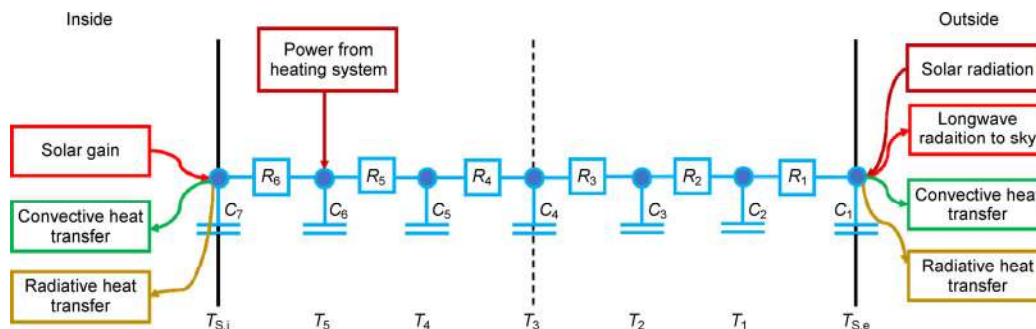 Inside
Outside
Power from
heating system
Solar radiation
Longwave
radaition to sky
Solar gain
R6 R5 R4 R3 R2 R1
Convective heat
transfer
C7 C6 C5 C4 C3 C2 C1
Convective heat
transfer
Radiative heat
transfer
Radiative heat
transfer
TS,i T5 T4 T3 T2 T1 TS,e